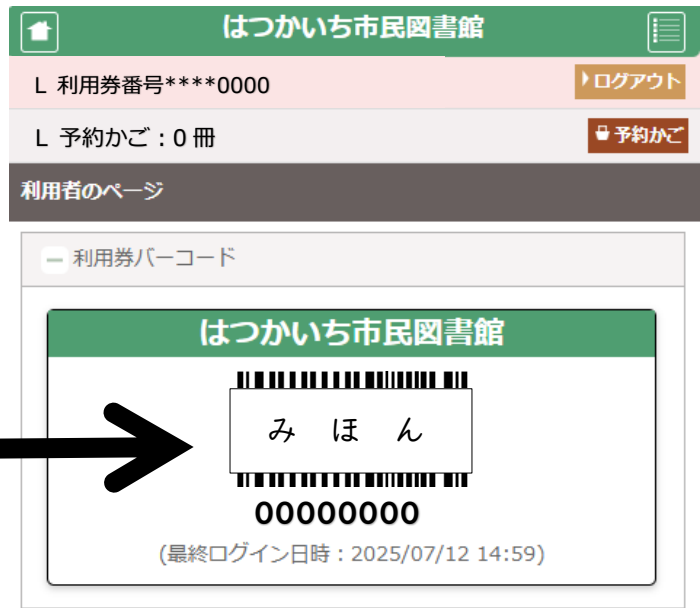 はつかいち市民図書館
L 利用券番号****0000
ログアウト
L 予約かご：0 冊
予約かご
利用者のページ
利用券バーコード
はつかいち市民図書館
み ほ ん
00000000
(最終ログイン日時：2025/07/12 14:59)